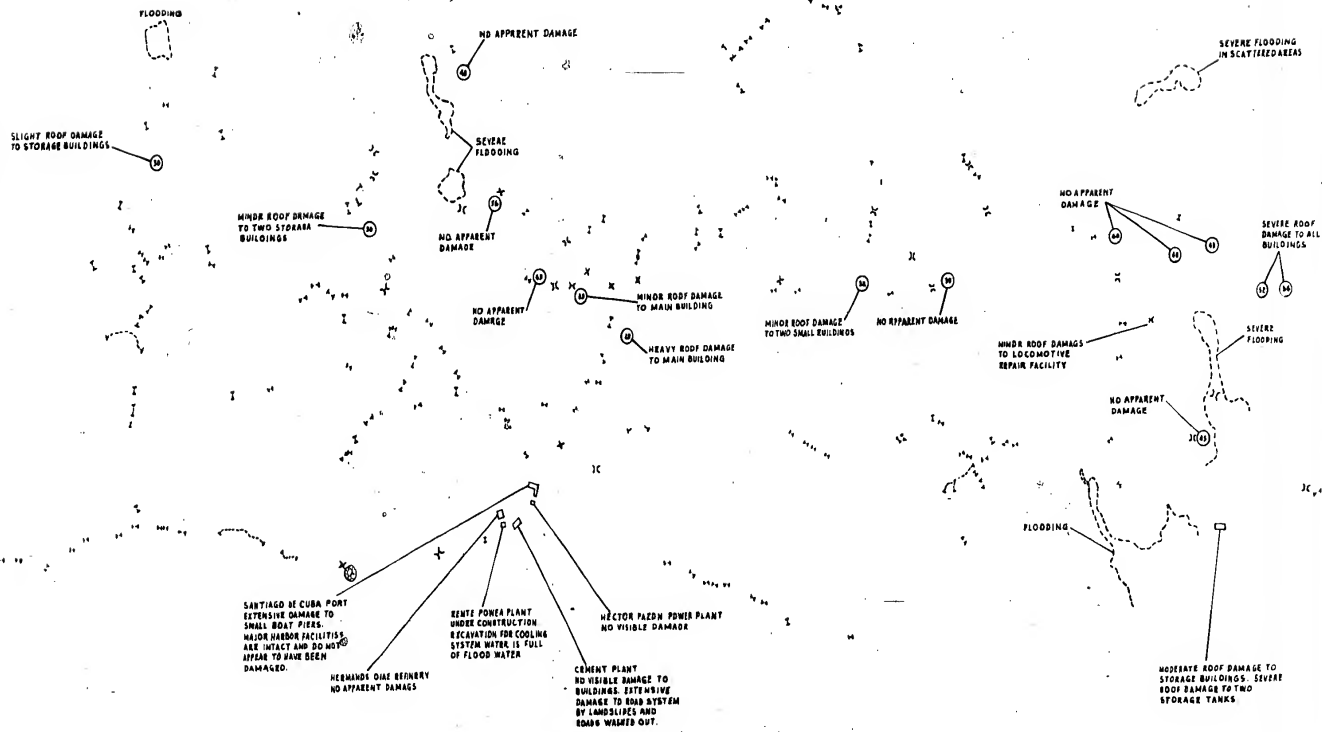 FLOODING
NO APPARENT DAMAGE
SEVERE FLOODING
IN SCATTERED AREAS
SLIGHT ROOF DAMAGE
TO STORAGE BUILDINGS
SEVERE
FLOODING
MINOR ROOF DAMAGE
TO TWO STORAGE
BUILDINGS
NO APPARENT
DAMAGE
NO APPARENT
DAMAGE
SEVERE ROOF
DAMAGE TO ALL
BUILDINGS
NO APPARENT
DAMAGE
MINOR ROOF DAMAGE
TO MAIN BUILDING
HEAVY ROOF DAMAGE
TO MAIN BUILDING
MINOR ROOF DAMAGE
TO TWO SMALL BUILDINGS
NO APPARENT DAMAGE
MINOR ROOF DAMAGE
TO LOCOMOTIVE
REPAIR FACILITY
SEVERE
FLOODING
NO APPARENT
DAMAGE
FLOODING
SANTIAGO DE CUBA PORT
EXTENSIVE DAMAGE TO
SMALL BOAT PIERS.
MAJOR HARBOR FACILITIES
ARE INTACT AND DO NOT
APPEAR TO HAVE BEEN
DAMAGED.
HERMANOS DIAZ REFINERY
NO APPARENT DAMAGE
RENTE POWER PLANT
UNDER CONSTRUCTION
EXCAVATION FOR COOLING
SYSTEM WATER IS FULL
OF FLOOD WATER
HECTOR PAZON POWER PLANT
NO VISIBLE DAMAGE
CEMENT PLANT
NO VISIBLE DAMAGE TO
BUILDINGS. EXTENSIVE
DAMAGE TO ROAD SYSTEM
BY LANDSLIDES AND
ROADS WASHED OUT.
MODERATE ROOF DAMAGE TO
STORAGE BUILDINGS. SEVERE
ROOF DAMAGE TO TWO
STORAGE TANKS